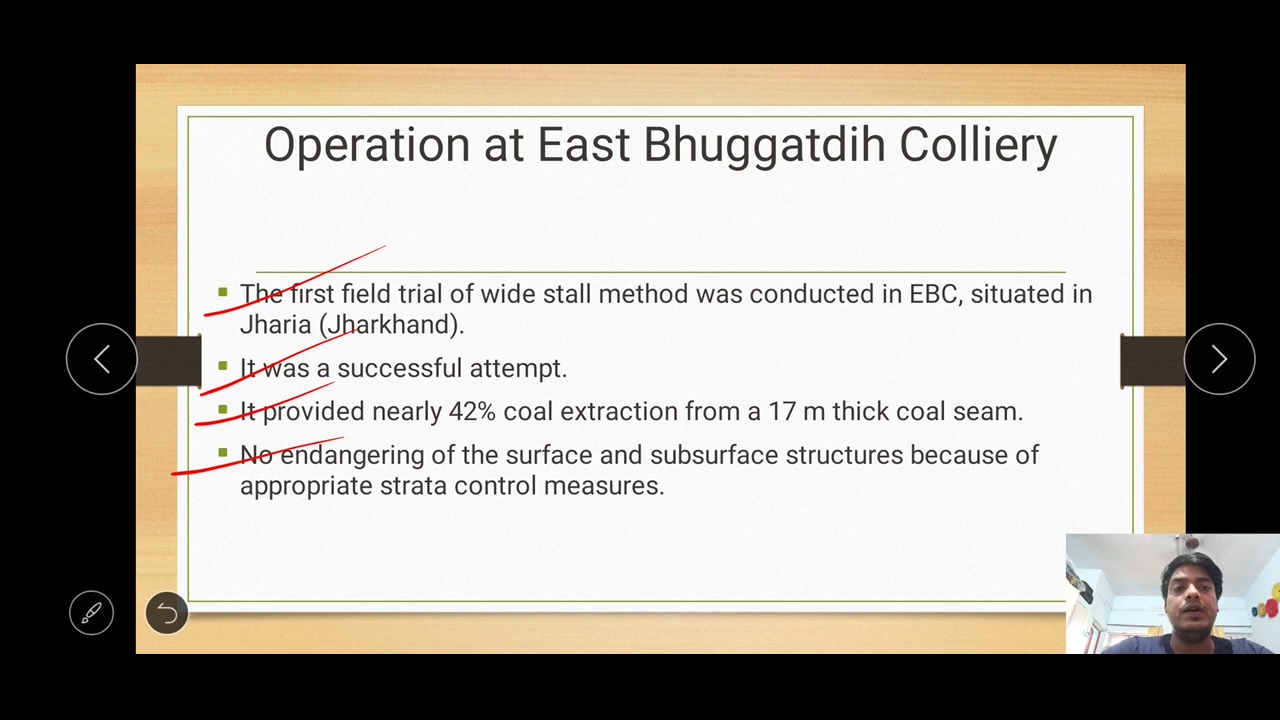 Operation at East Bhuggatdih Colliery
The first field trial of wide stall method was conducted in EBC, situated in
Jharia (Jharkhand).
It was a successful attempt.
It provided nearly 42% coal extraction from a 17 m thick coal seam.
No endangering of the surface and subsurface structures because of
appropriate strata control measures.